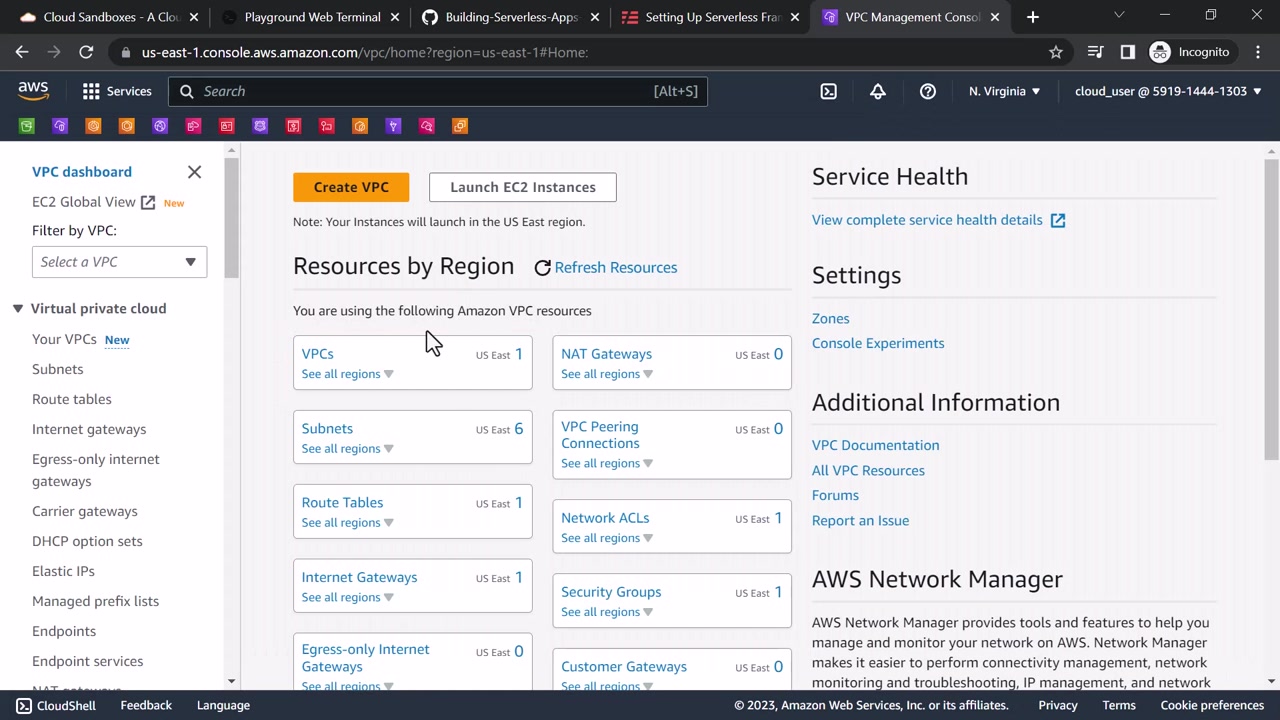 Cloud Sandboxes - A Clou
Playground Web Terminal
Building-Serverless-Apps-
Setting Up Serverless Fran
VPC Management Consol
us-east-1.console.aws.amazon.com/vpc/home?region=us-east-1#Home:
Incognito
aws
Services
Search
[Alt+S]
N. Virginia
cloud_user @ 5919-1444-1303
VPC dashboard
EC2 Global View New
Filter by VPC:
Select a VPC
Virtual private cloud
Your VPCs New
Subnets
Route tables
Internet gateways
Egress-only internet
gateways
Carrier gateways
DHCP option sets
Elastic IPs
Managed prefix lists
Endpoints
Endpoint services
NAT gateways
Create VPC
Launch EC2 Instances
Note: Your Instances will launch in the US East region.
Resources by Region
Refresh Resources
You are using the following Amazon VPC resources
VPCs US East 1
See all regions
NAT Gateways US East 0
See all regions
Subnets US East 6
See all regions
VPC Peering
Connections US East 0
See all regions
Route Tables US East 1
See all regions
Network ACLs US East 1
See all regions
Internet Gateways US East 1
See all regions
Security Groups US East 1
See all regions
Egress-only Internet
Gateways US East 0
See all regions
Customer Gateways US East 0
See all regions
Service Health
View complete service health details
Settings
Zones
Console Experiments
Additional Information
VPC Documentation
All VPC Resources
Forums
Report an Issue
AWS Network Manager
AWS Network Manager provides tools and features to help you
manage and monitor your network on AWS. Network Manager
makes it easier to perform connectivity management, network
monitoring and troubleshooting, IP management, and network
CloudShell
Feedback
Language
© 2023, Amazon Web Services, Inc. or its affiliates.
Privacy
Terms
Cookie preferences